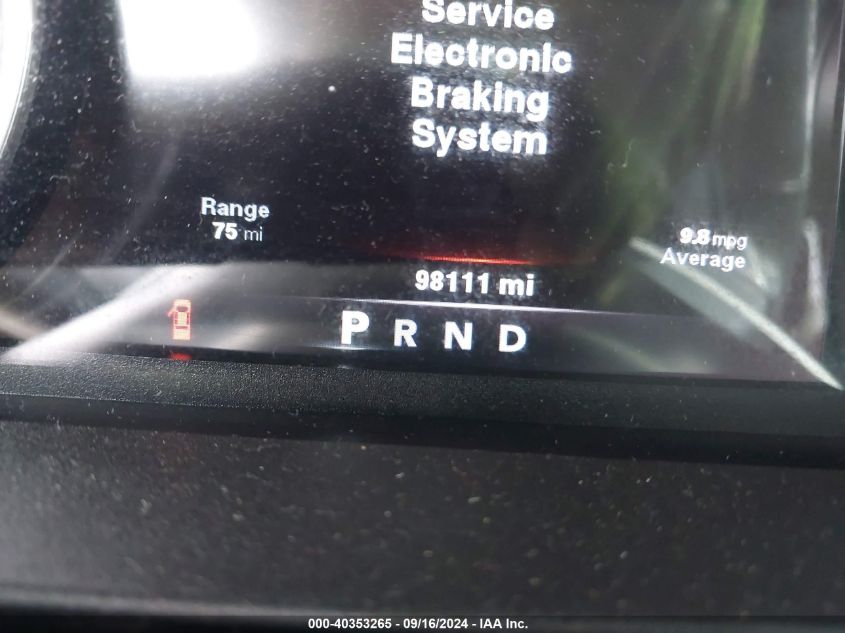 Service
Electronic
Braking
System
Range
75 mi
9.8 mpg
Average
98111 mi
P R N D
000-40353265 - 09/16/2024 - IAA Inc.